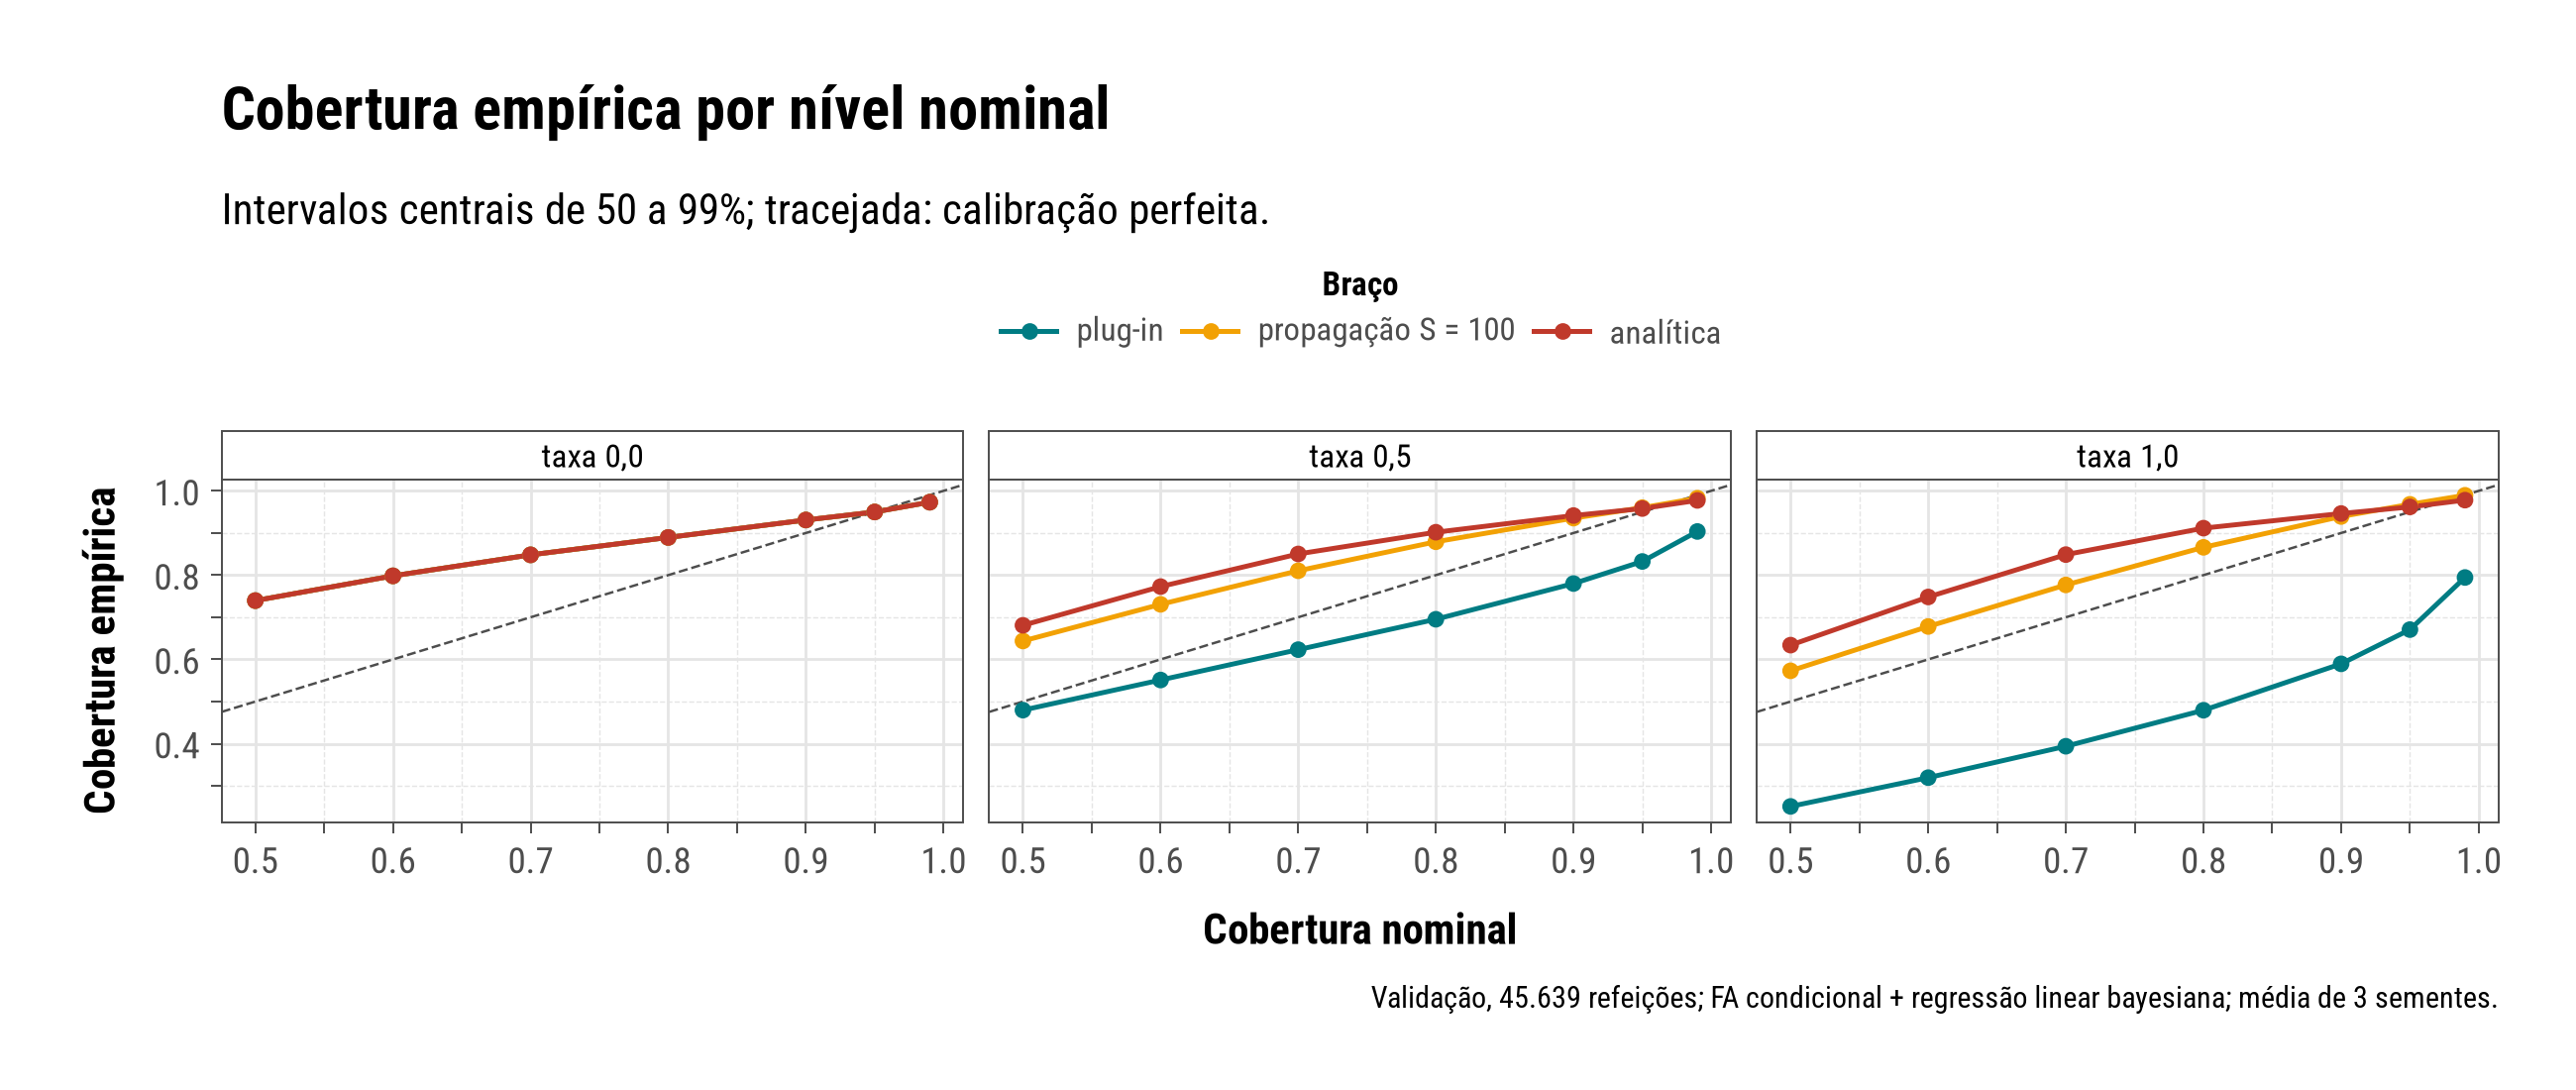 Cobertura empírica por nível nominal
Intervalos centrais de 50 a 99%; tracejada: calibração perfeita.
Braço
plug-in propagação S = 100 analítica
taxa 0,0 taxa 0,5 taxa 1,0
Cobertura empírica
1.0
0.8
0.6
0.4
0.5 0.6 0.7 0.8 0.9 1.0 0.5 0.6 0.7 0.8 0.9 1.0 0.5 0.6 0.7 0.8 0.9 1.0
Cobertura nominal
Validação, 45.639 refeições; FA condicional + regressão linear bayesiana; média de 3 sementes.